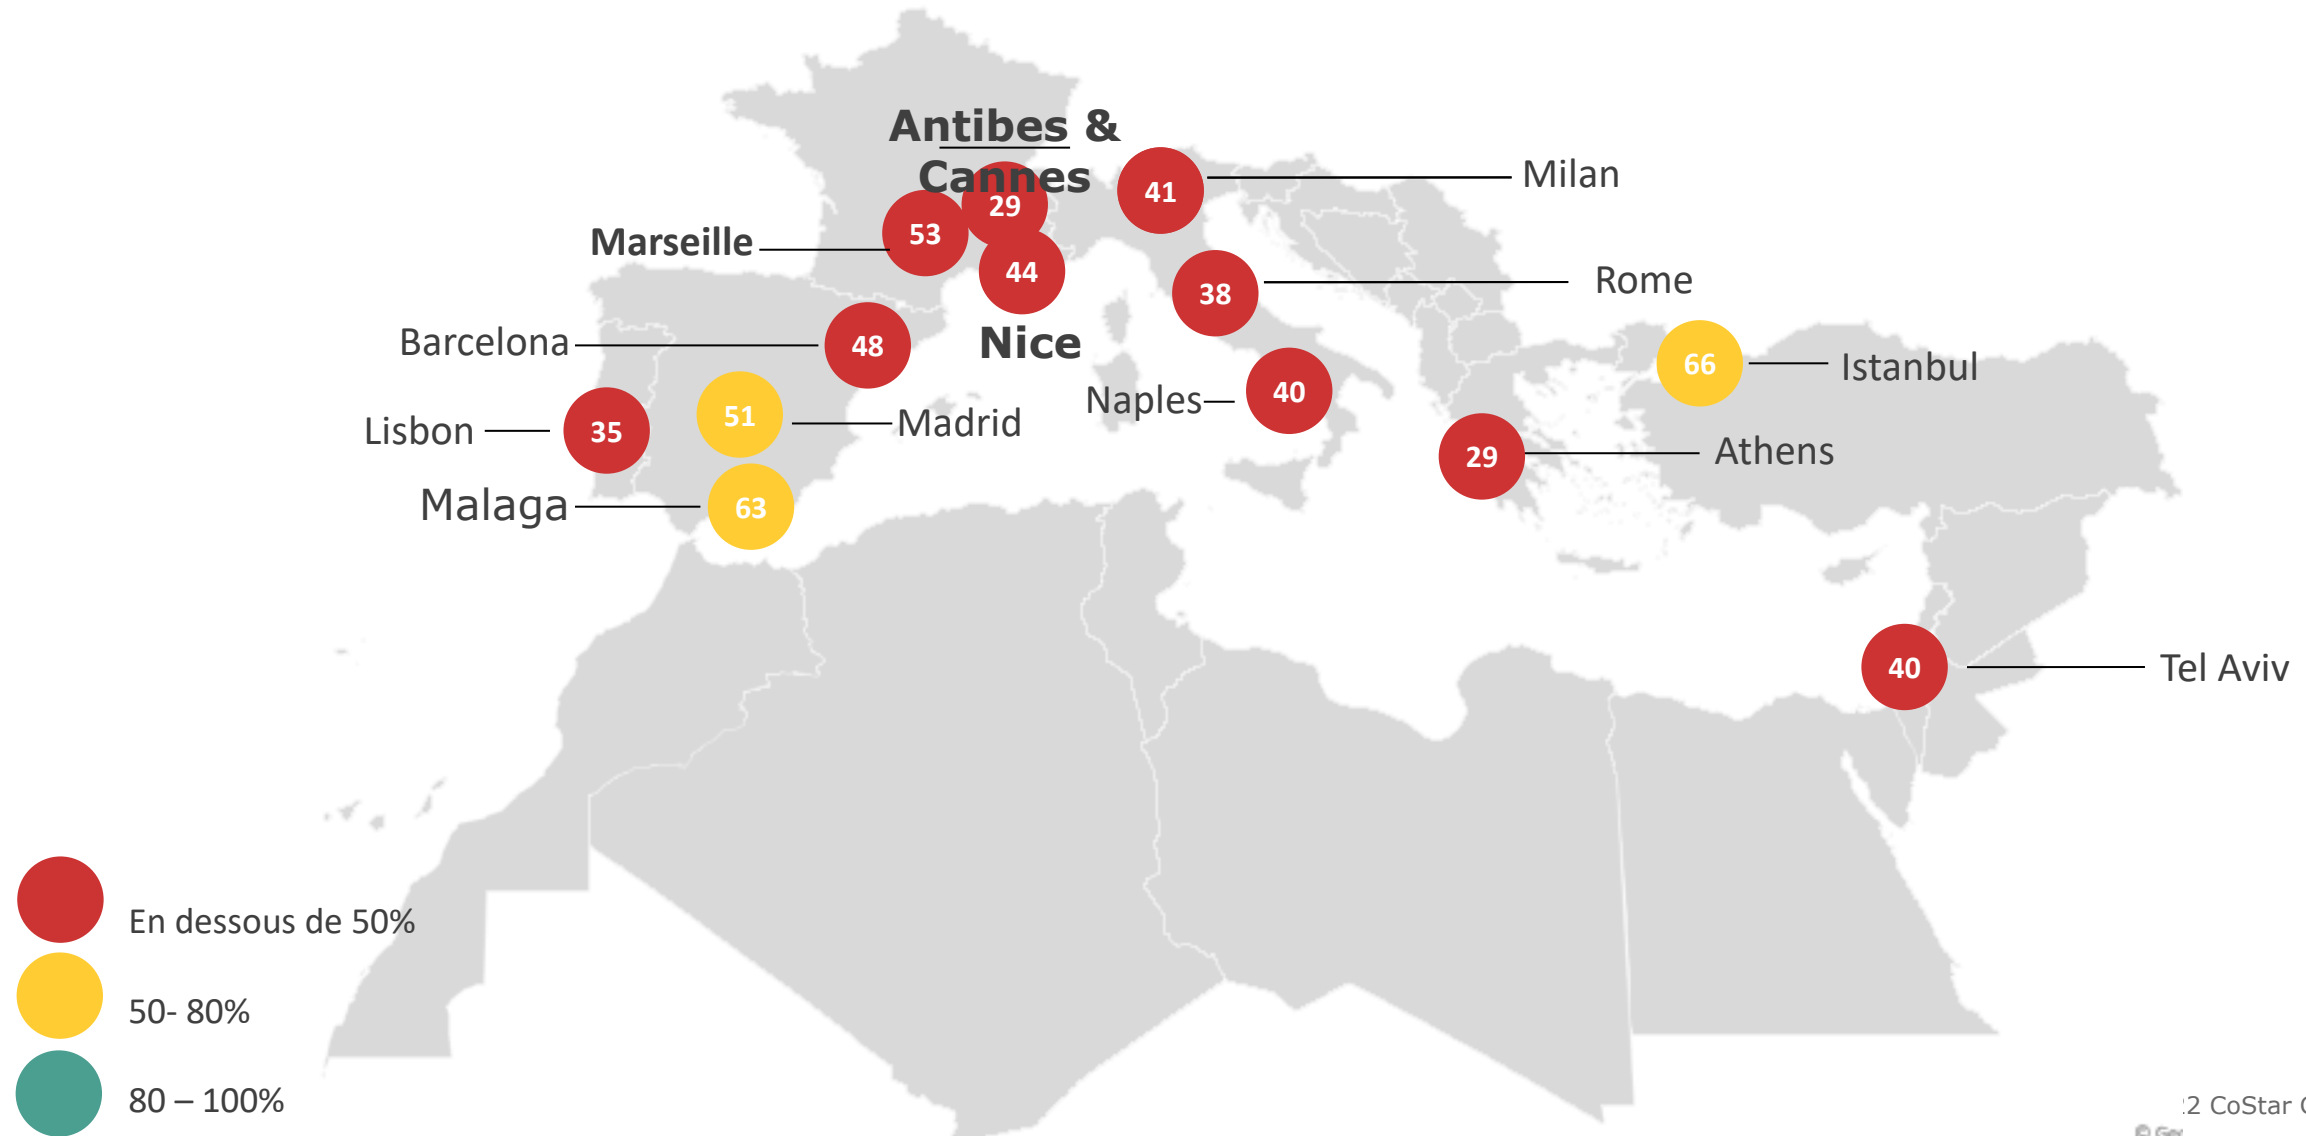 Antibes &
Cannes
29
41
Milan
Marseille
53
44
38
Rome
Nice
Barcelona
48
66
Istanbul
Naples
40
Lisbon
35
51
Madrid
29
Athens
Malaga
63
40
Tel Aviv
En dessous de 50%
50- 80%
80 – 100%
2 CoStar
©